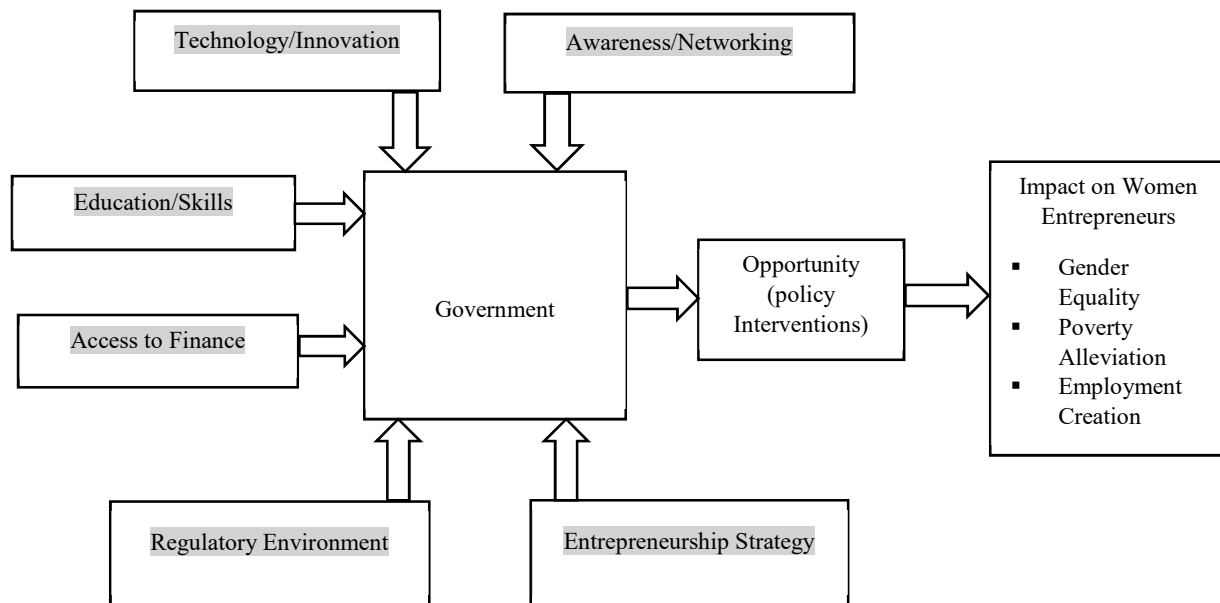 Technology/Innovation
Awareness/Networking
Education/Skills
Access to Finance
Government
Opportunity
(policy
Interventions)
Impact on Women
Entrepreneurs
▪ Gender
Equality
▪ Poverty
Alleviation
▪ Employment
Creation
Regulatory Environment
Entrepreneurship Strategy